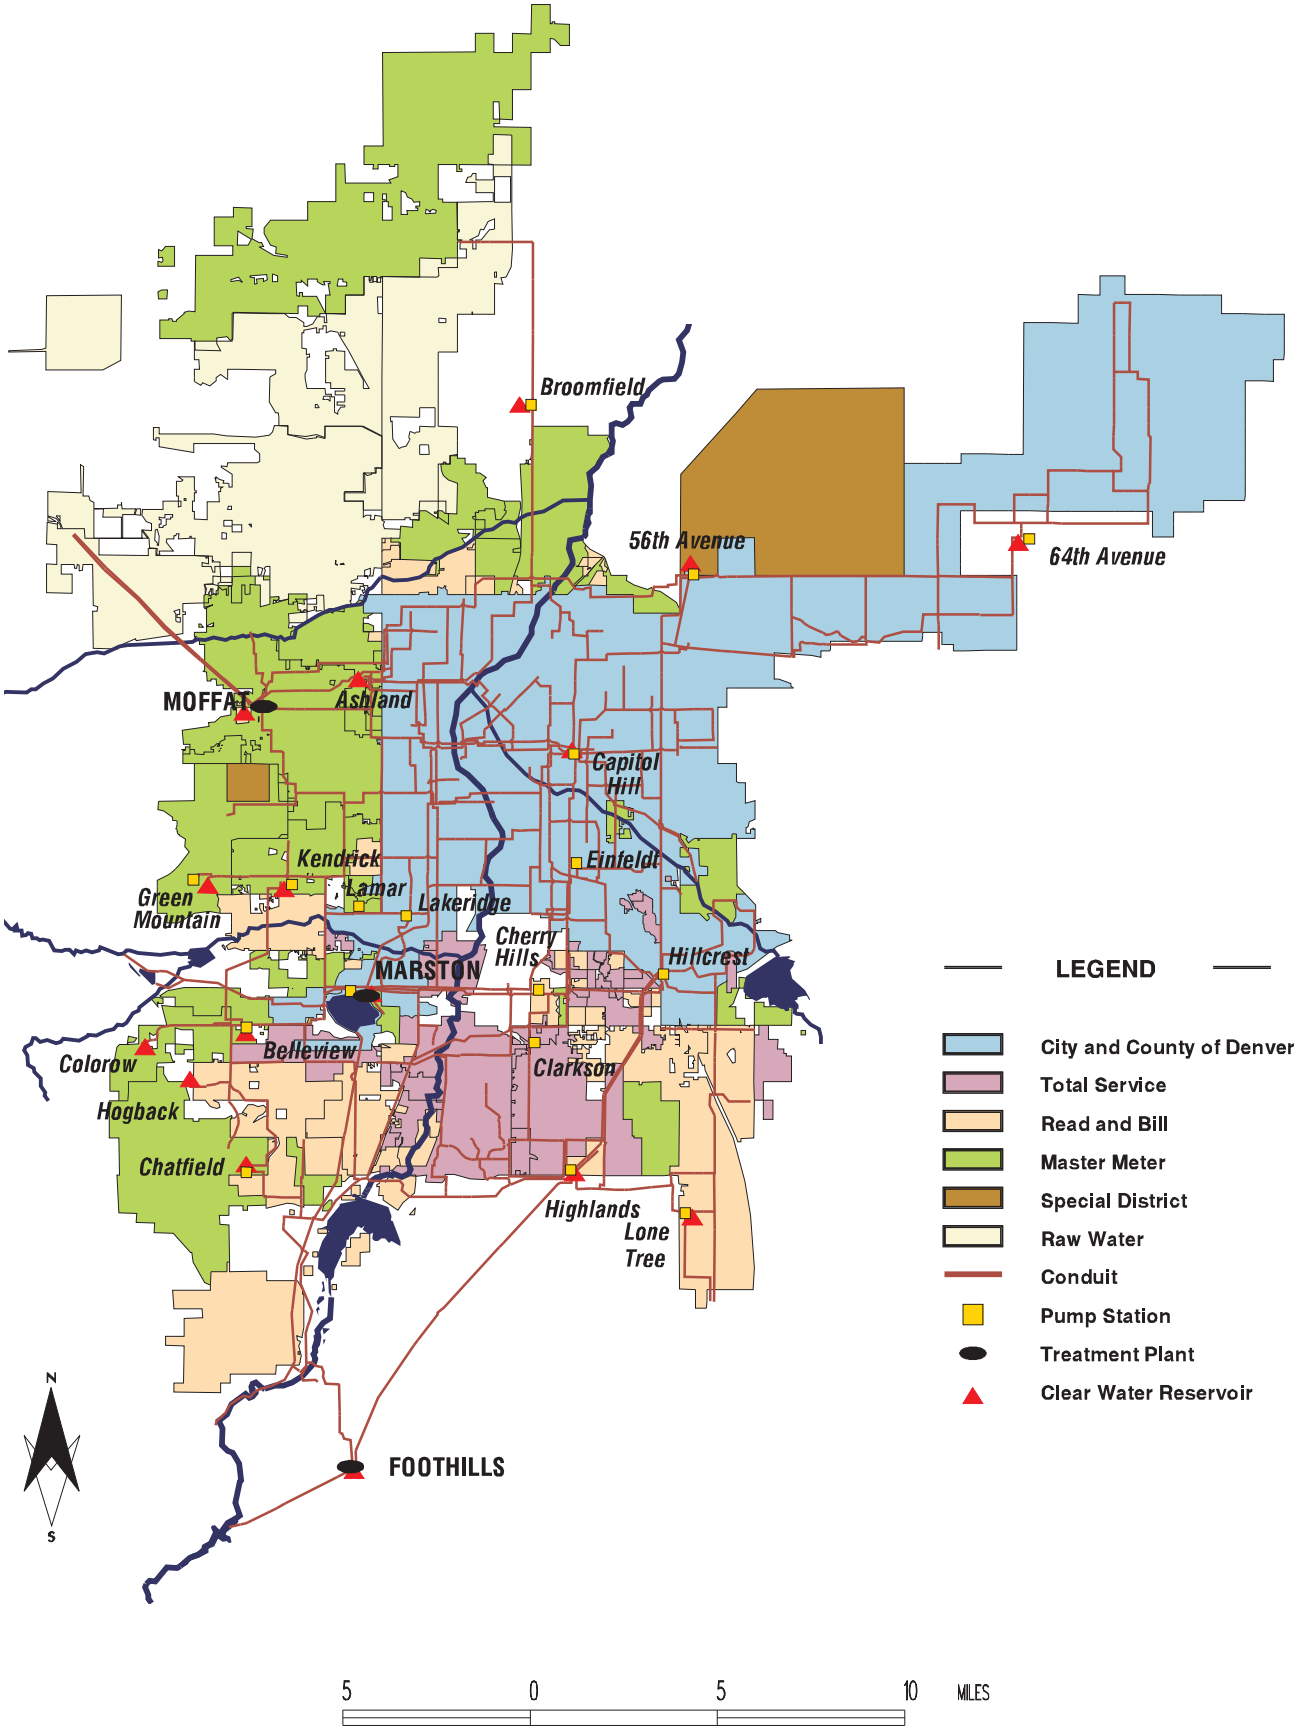 Broomfield
56th Avenue
64th Avenue
MOFFAT
Ashland
Capitol
Hill
Kendrick
Einfeldt
Green
Mountain
Lamar
Lakeridge
Cherry
Hills
Hillcrest
MARSTON
Colorow
Belleview
Clarkson
Hogback
Chatfield
Highlands
Lone
Tree
FOOTHILLS
LEGEND
City and County of Denver
Total Service
Read and Bill
Master Meter
Special District
Raw Water
Conduit
Pump Station
Treatment Plant
Clear Water Reservoir
N
S
5 0 5 10 MILES